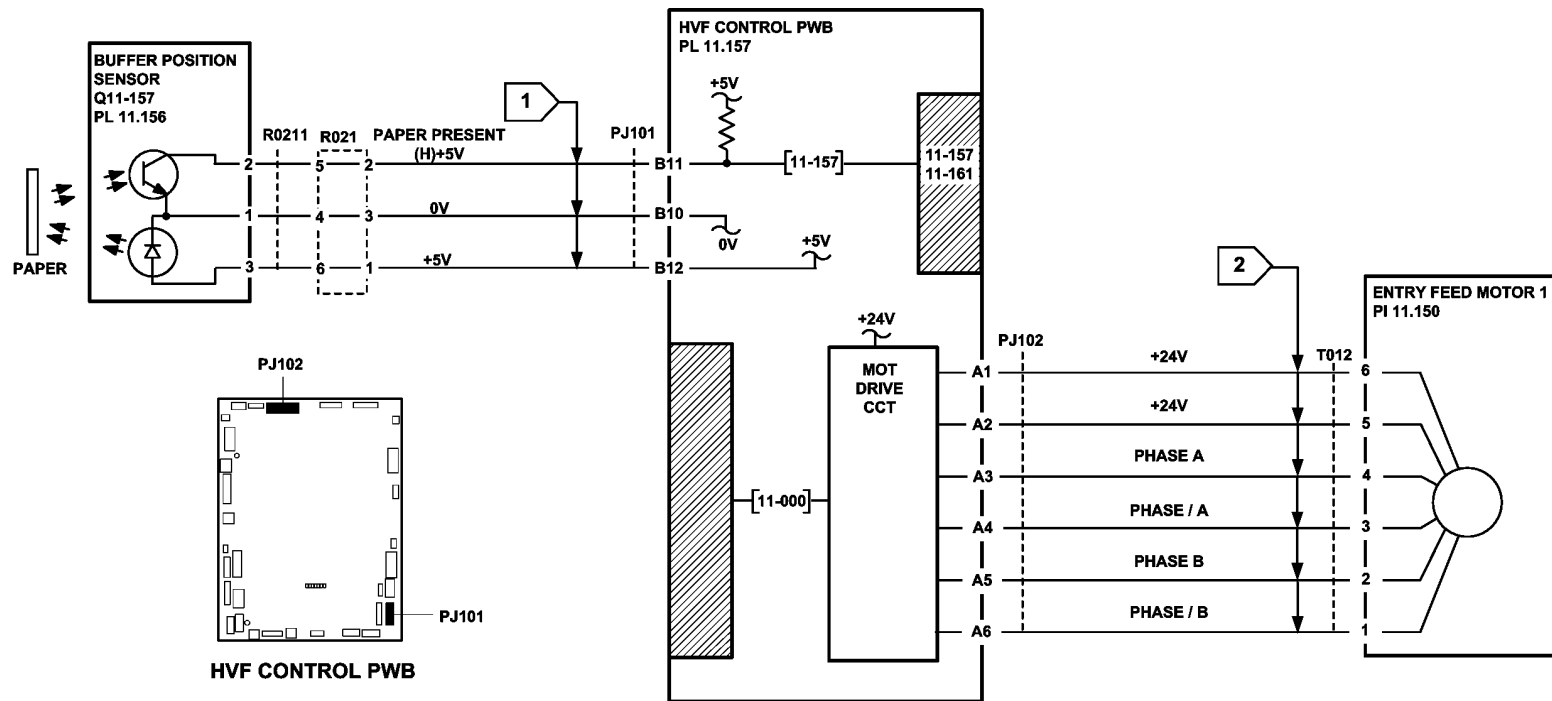 BUFFER POSITION
SENSOR
Q11-157
PL 11.156
2
1
3
PAPER
R0211
R021
5
2
4
3
6
1
PAPER PRESENT
(H)+5V
0V
+5V
1
PJ101
HVF CONTROL PWB
PL 11.157
+5V
B11
[11-157]
11-157
11-161
B10
0V
B12
+5V
+24V
MOT
DRIVE
CCT
[11-000]
A1
A2
A3
A4
A5
A6
PJ102
+24V
+24V
PHASE A
PHASE / A
PHASE B
PHASE / B
2
T012
ENTRY FEED MOTOR 1
PI 11.150
6
5
4
3
2
1
PJ102
PJ101
HVF CONTROL PWB